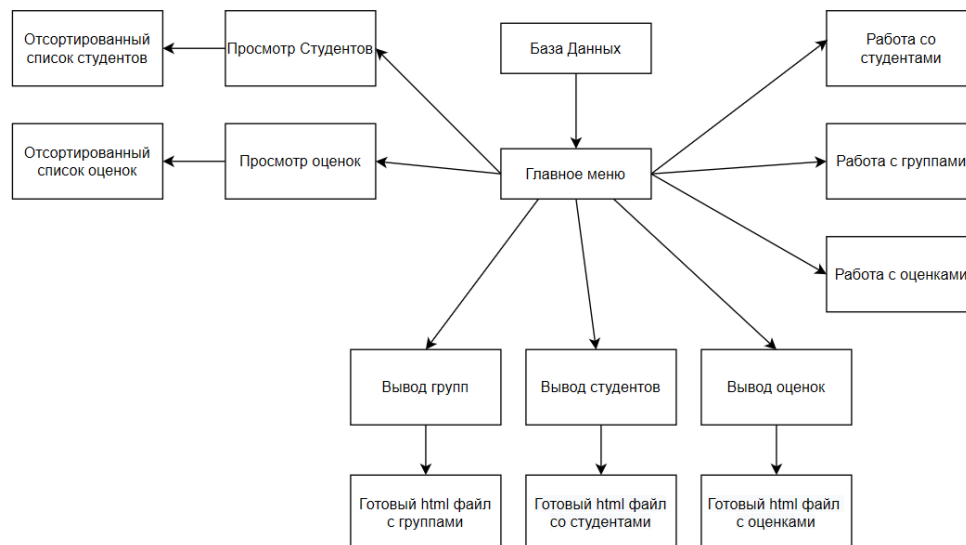 Отсортированный
список студентов
Просмотр Студентов
База Данных
Работа со
студентами
Отсортированный
список оценок
Просмотр оценок
Главное меню
Работа с группами
Работа с оценками
Вывод групп
Вывод студентов
Вывод оценок
Готовый html файл
с группами
Готовый html файл
со студентами
Готовый html файл
с оценками